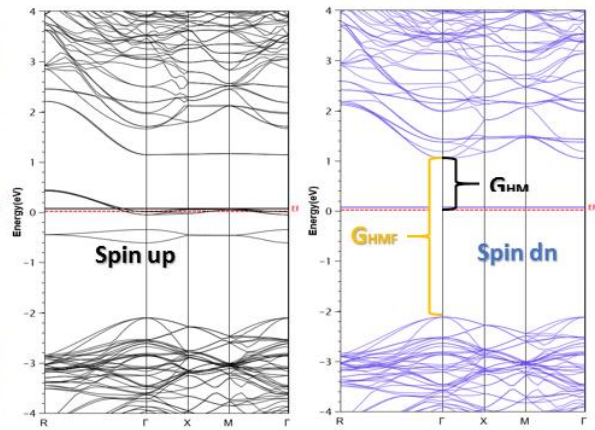 4
3
2
1
0
-1
-2
-3
-4
Energy(eV)
EF
Spin up
R Γ X M Γ
4
3
2
1
0
-1
-2
-3
-4
Energy(eV)
EF
GHM
GHMF
Spin dn
R Γ X M Γ